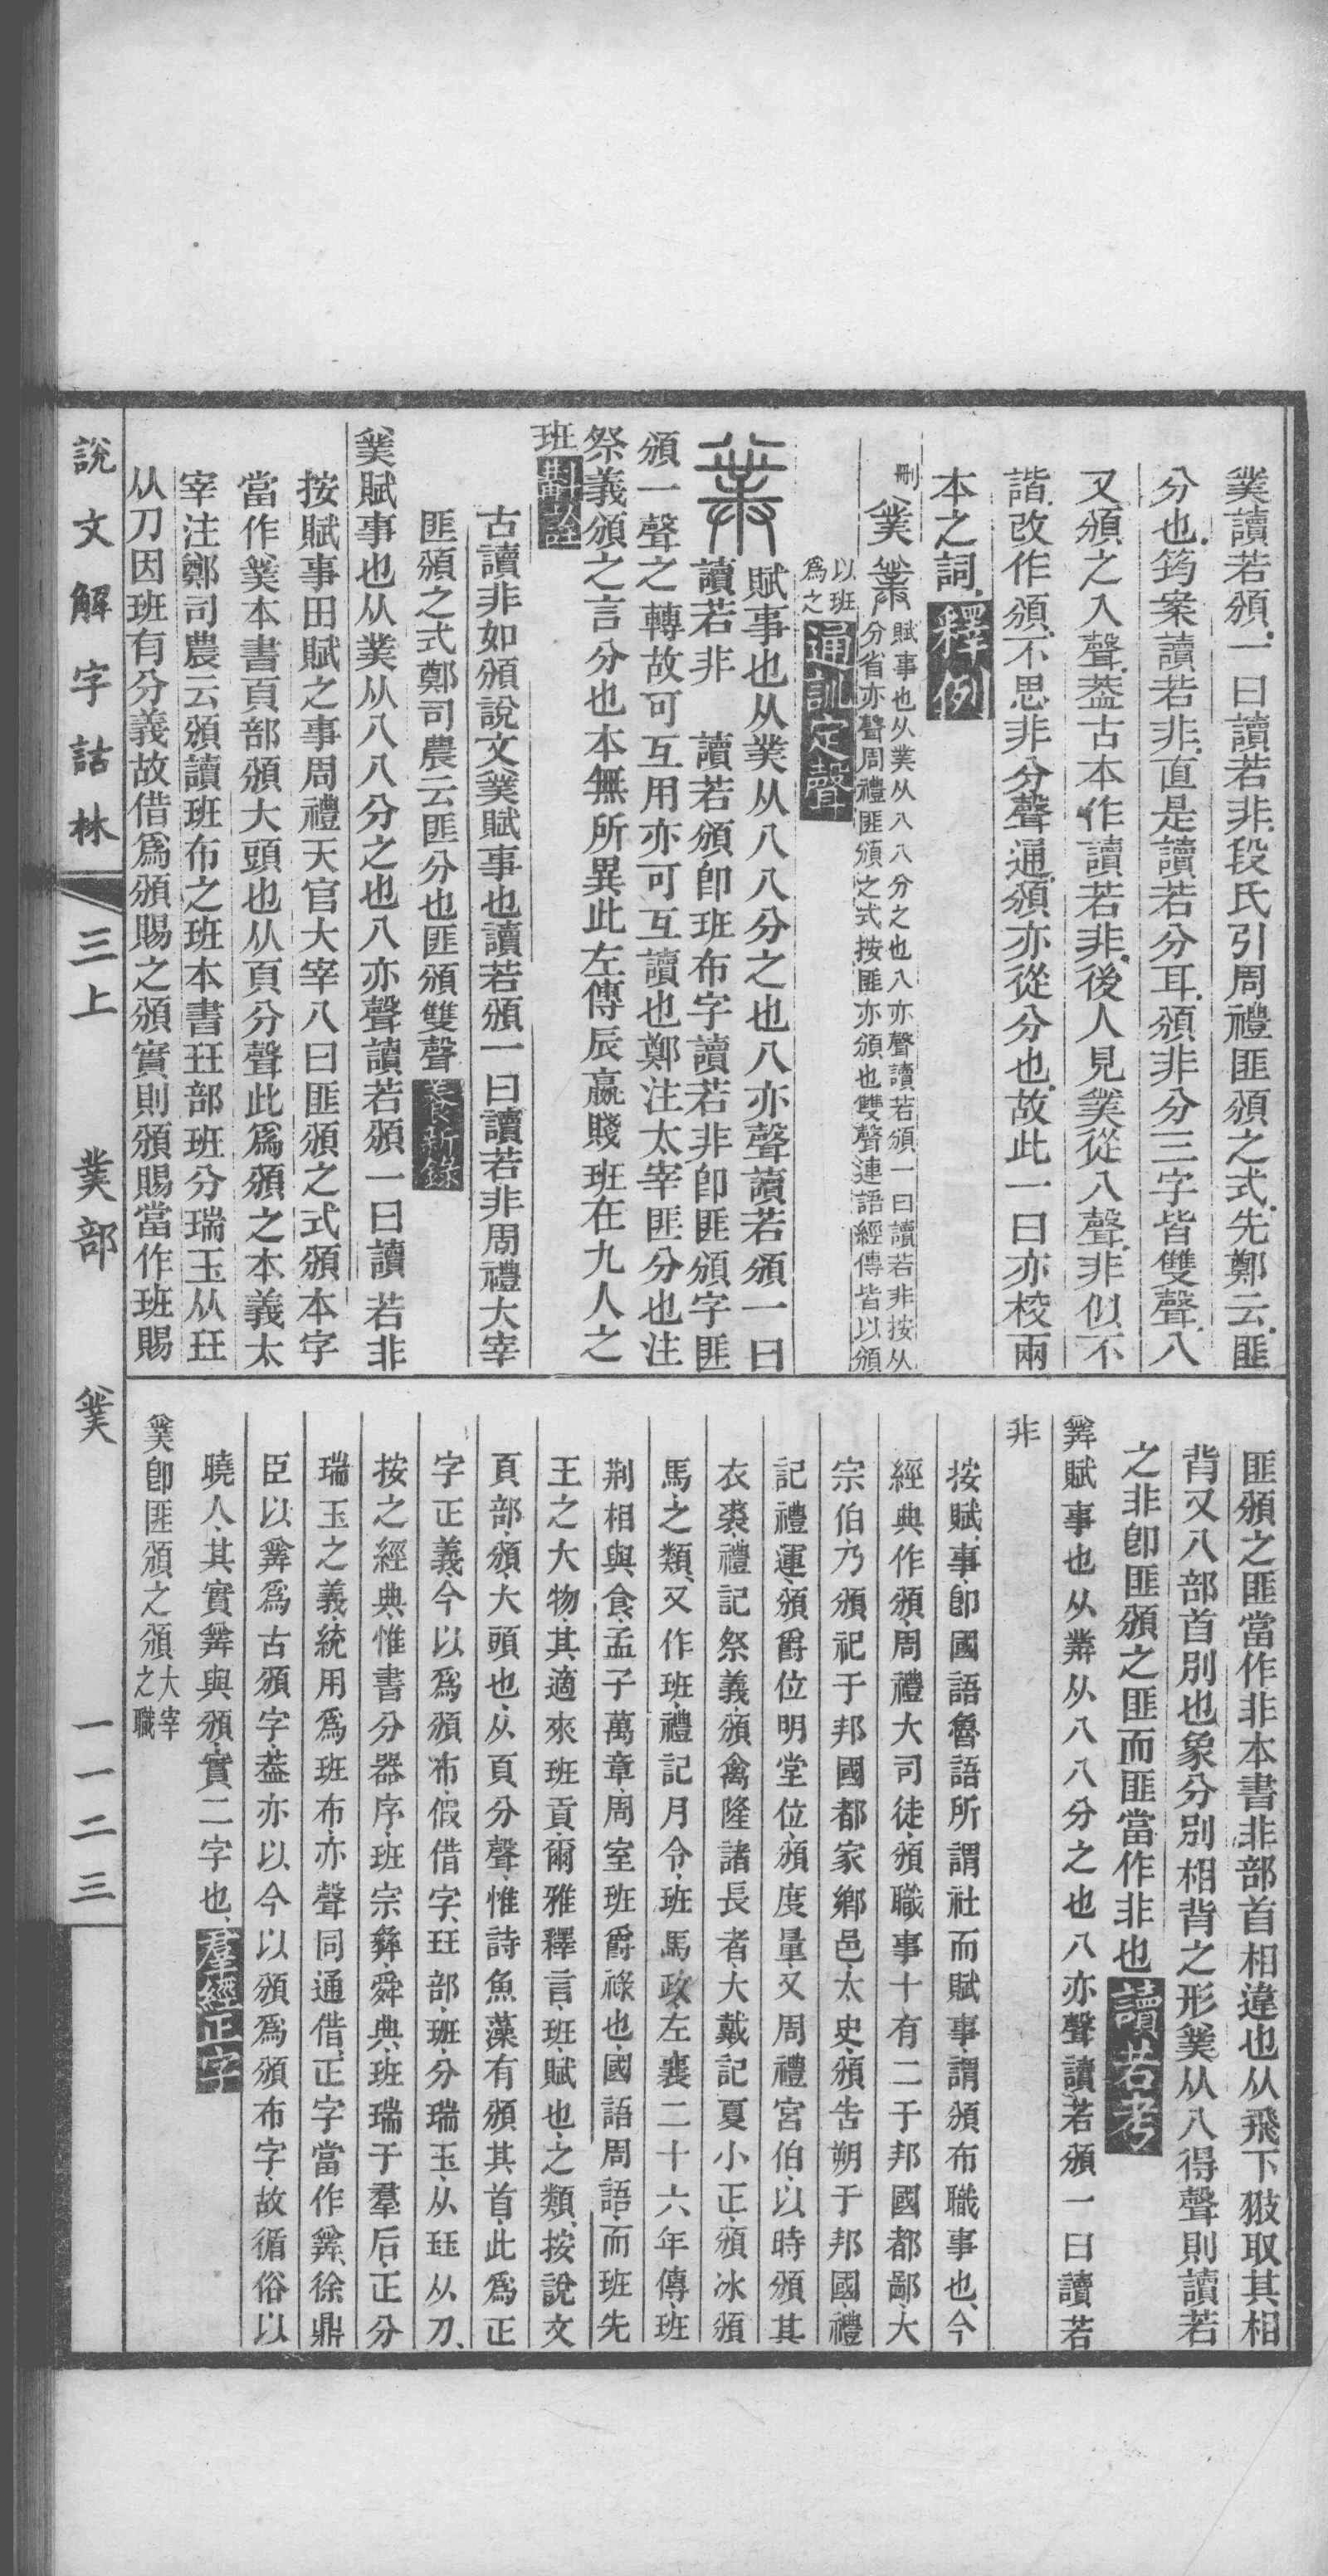 菐讀若頒一曰讀若非段氏引周禮匪頒之式先鄭云匪
分也筠案讀若非直是讀若分耳頒非分三字皆雙聲八
又頒之入聲葢古本作讀若非後人見菐從八聲非似不
諧改作頒不思非分聲通頒亦從分也故此一曰亦校兩
本之詞釋例
刪 賦事也从菐从八八分之也八亦聲讀若頒一曰讀若非按从
分省亦聲周禮匪頒之式按匪亦頒也雙聲連語經傳皆以頒
以班
爲之通訓定聲
賦事也从菐从八八分之也八亦聲讀若頒一曰
讀若非 讀若頒卽班布字讀若非卽匪頒字匪
頒一聲之轉故可互用亦可互讀也鄭注太宰匪分也注
祭義頒之言分也本無所異此左傳辰嬴賤班在九人之
班斠詮
古讀非如頒說文賦事也讀若頒一曰讀若非周禮大宰
匪頒之式鄭司農云匪分也匪頒雙聲養新錄
賦事也从菐从八八分之也八亦聲讀若頒一曰讀若非
按賦事田賦之事周禮天官大宰八曰匪頒之式頒本字
當作本書頁部頒大頭也从頁分聲此爲頒之本義太
宰注鄭司農云頒讀班布之班本書玨部班分瑞玉从玨
从刀因班有分義故借爲頒賜之頒實則頒賜當作班賜
匪頒之匪當作非本書非部首相違也从飛下翄取其相
背又八部首別也象分別相背之形从八得聲則讀若
之非卽匪頒之匪而匪當作非也讀若考
賦事也从菐从八八分之也八亦聲讀若頒一曰讀若
非
按賦事卽國語魯語所謂社而賦事謂頒布職事也今
經典作頒周禮大司徒頒職事十有二于邦國都鄙大
宗伯乃頒祀于邦國都家鄉邑太史頒告朔于邦國禮
記禮運頒爵位明堂位頒度量又周禮宮伯以時頒其
衣裘禮記祭義頒禽隆諸長者大戴記夏小正頒冰頒
馬之類又作班禮記月令班馬政左襄二十六年傳班
荆相與食孟子萬章周室班爵祿也國語周語而班先
王之大物其適來班貢爾雅釋言班賦也之類按說文
頁部頒大頭也从頁分聲惟詩魚藻有頒其首此爲正
字正義今以爲頒布假借字玨部班分瑞玉从玨从刀
按之經典惟書分器序班宗彝舜典班瑞于羣后正分
瑞玉之義統用爲班布亦聲同通借正字當作徐鼎
臣以爲古頒字葢亦以今以頒爲頒布字故循俗以
曉人其實與頒實二字也羣經正字
卽匪頒之頒大宰
之職
說文解字詁林 三上 菐部 一一二三